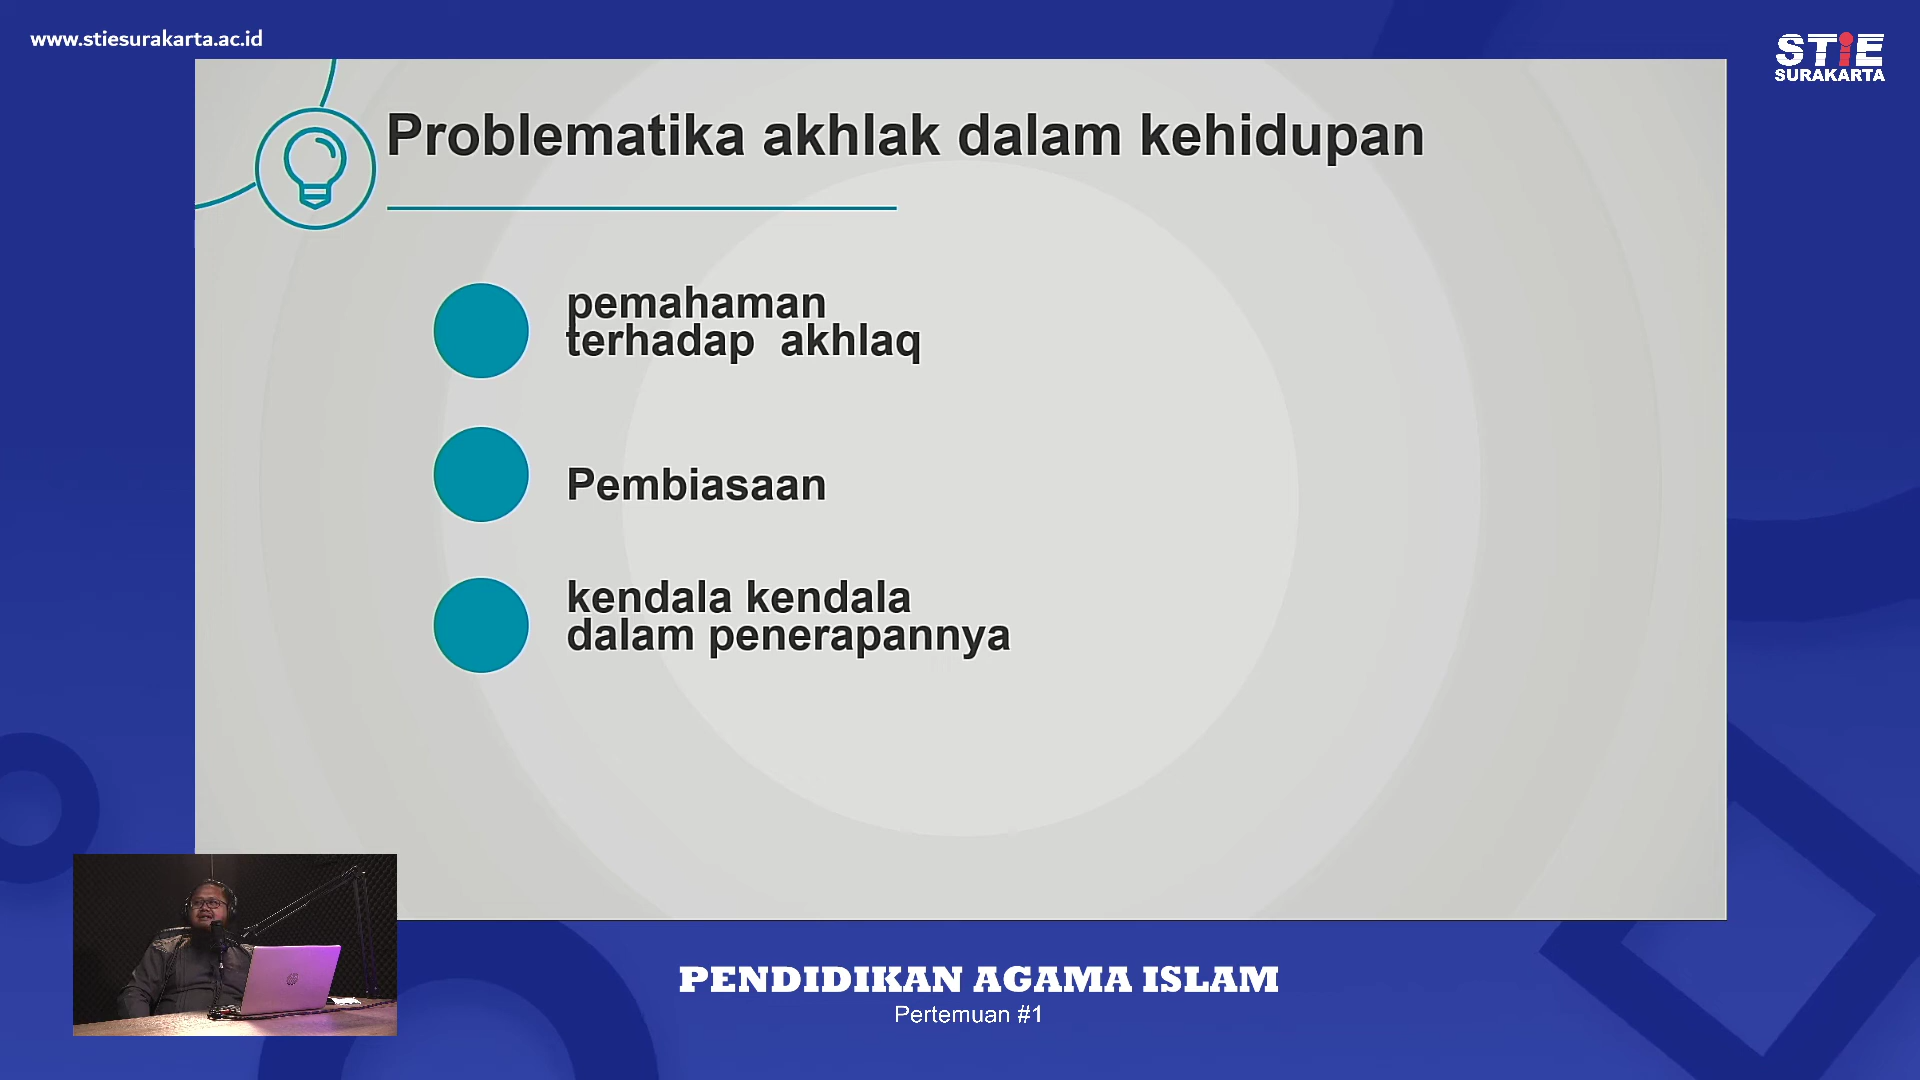 www.stiesurakarta.ac.id
STiE
SURAKARTA
Problematika akhlak dalam kehidupan
pemahaman
terhadap akhlaq
Pembiasaan
kendala kendala
dalam penerapannya
PENDIDIKAN AGAMA ISLAM
Pertemuan #1